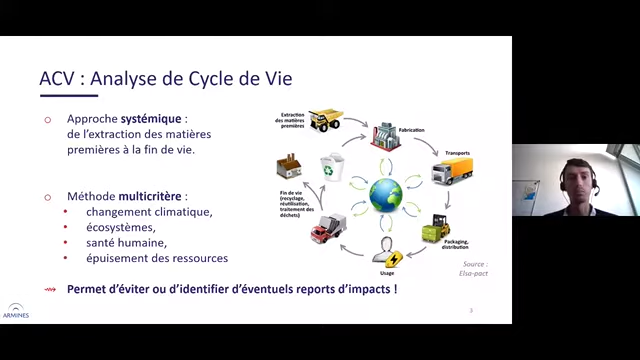 ACV : Analyse de Cycle de Vie
o Approche systémique :
de l'extraction des matières
premières à la fin de vie.
o Méthode multicritère :
• changement climatique,
• écosystèmes,
• santé humaine,
• épuisement des ressources
⇝ Permet d'éviter ou d'identifier d'éventuels reports d'impacts !
Extraction
des matières
premières
Fabrication
Transports
Packaging,
distribution
Usage
Fin de vie
(recyclage,
réutilization,
traitement des
déchets)
Source :
Elsa-pact
ARMINES
3